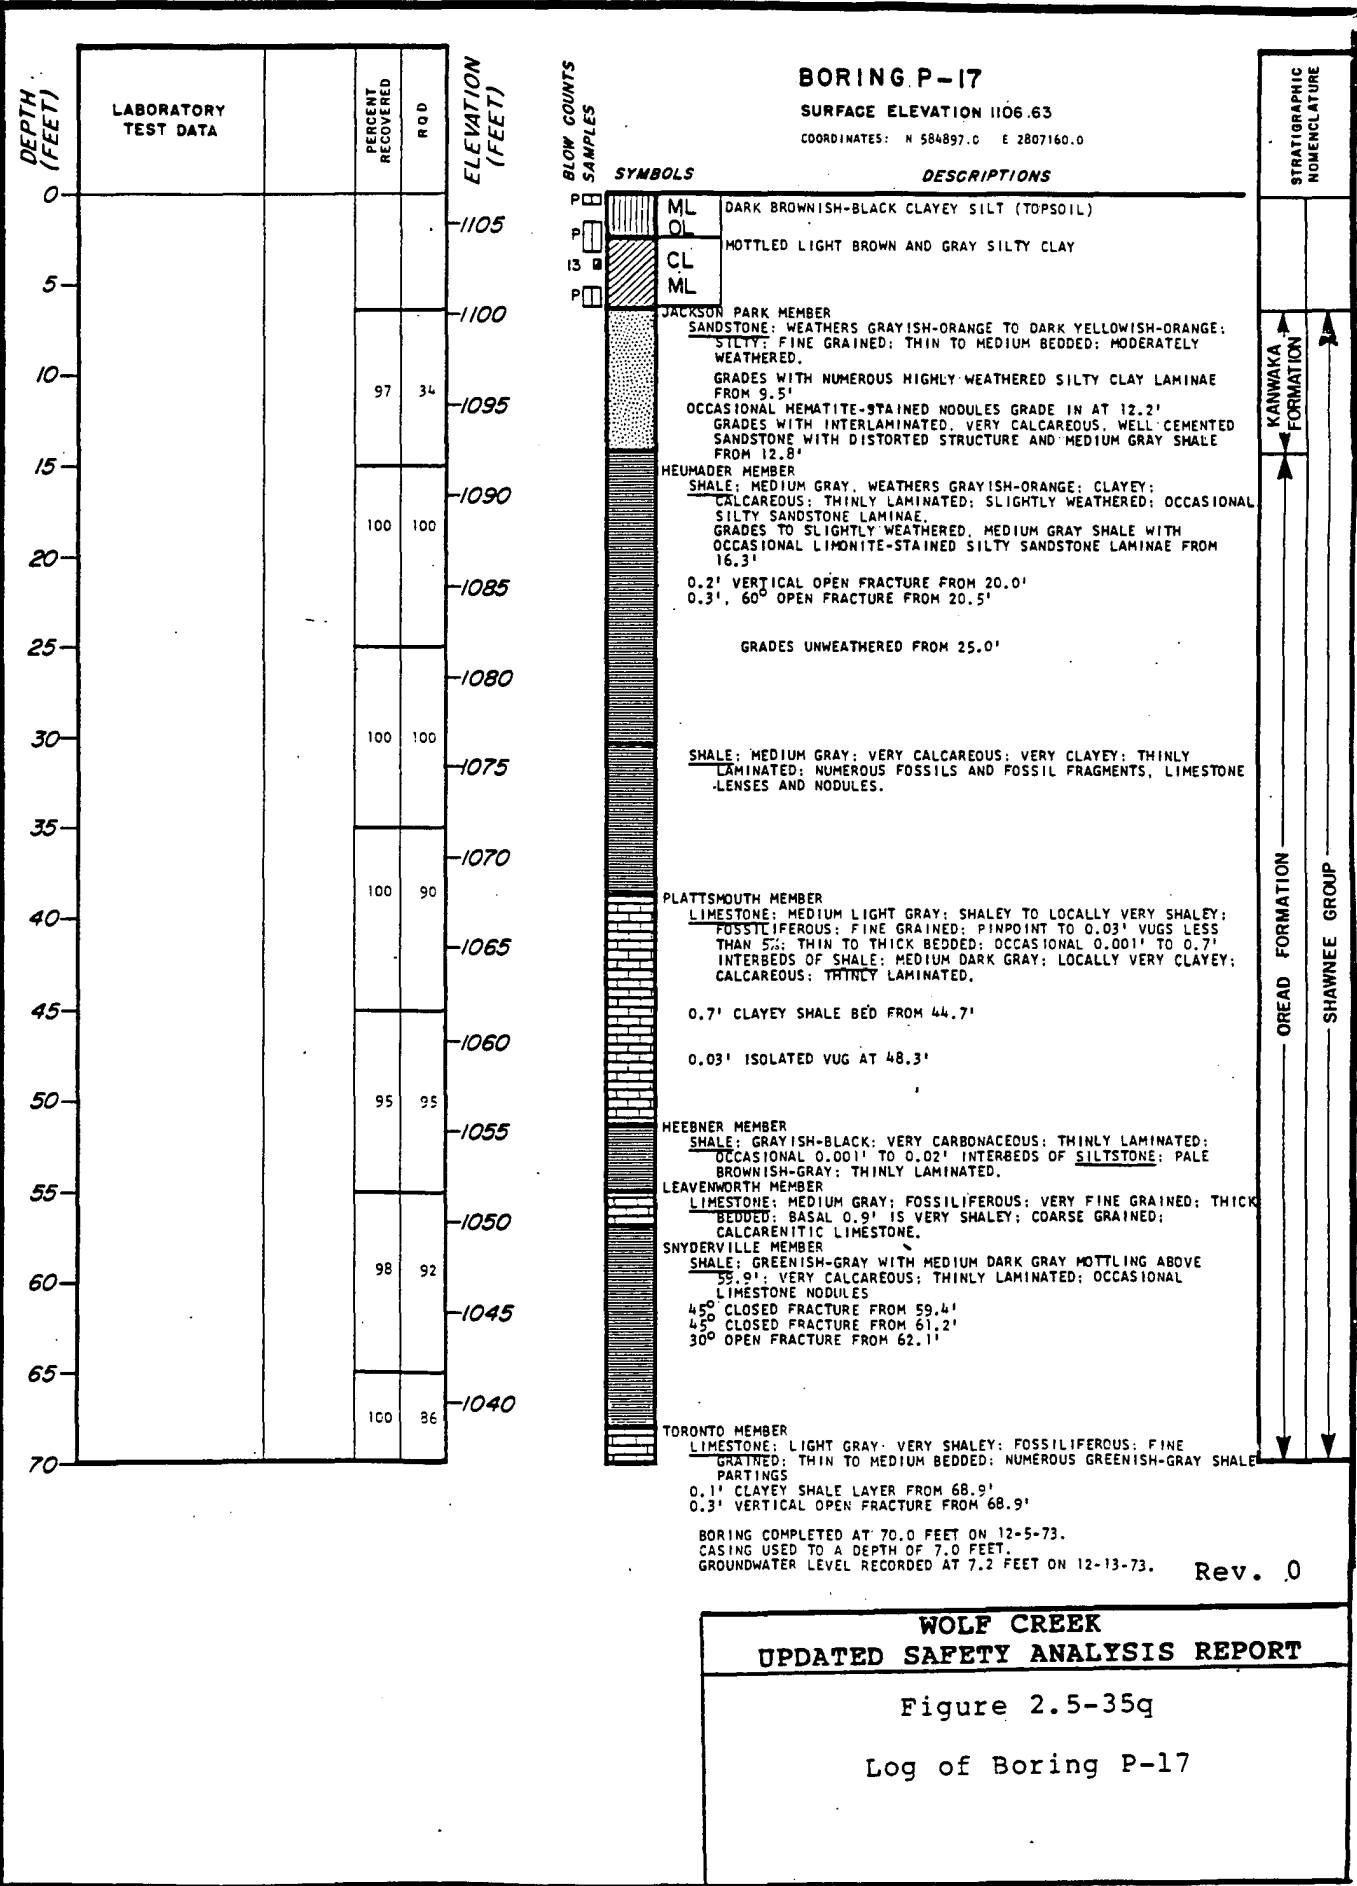 DEPTH (FEET)
LABORATORY
TEST DATA
PERCENT
RECOVERED
RQD
ELEVATION
(FEET)
BLOW COUNTS
SAMPLES
SYMBOLS
BORING P-17
SURFACE ELEVATION 1106.63
COORDINATES: N 584897.0 E 2807160.0
DESCRIPTIONS
STRATIGRAPHIC
NOMENCLATURE
0
5
10
15
20
25
30
35
40
45
50
55
60
65
70
97 34
100 100
100 100
100 90
95 95
98 92
100 86
1105
1100
1095
1090
1085
1080
1075
1070
1065
1060
1055
1050
1045
1040
P
P
13
P
ML
OL
DARK BROWNISH-BLACK CLAYEY SILT (TOPSOIL)
CL
ML
MOTTLED LIGHT BROWN AND GRAY SILTY CLAY
JACKSON PARK MEMBER
SANDSTONE: WEATHERS GRAYISH-ORANGE TO DARK YELLOWISH-ORANGE;
SILTY; FINE GRAINED; THIN TO MEDIUM BEDDED; MODERATELY
WEATHERED.
GRADES WITH NUMEROUS HIGHLY WEATHERED SILTY CLAY LAMINAE
FROM 9.5'
OCCASIONAL HEMATITE-STAINED NODULES GRADE IN AT 12.2'
GRADES WITH INTERLAMINATED, VERY CALCAREOUS, WELL CEMENTED
SANDSTONE WITH DISTORTED STRUCTURE AND MEDIUM GRAY SHALE
FROM 12.8'
HEUMADER MEMBER
SHALE; MEDIUM GRAY, WEATHERS GRAYISH-ORANGE; CLAYEY;
CALCAREOUS; THINLY LAMINATED; SLIGHTLY WEATHERED; OCCASIONAL
SILTY SANDSTONE LAMINAE.
GRADES TO SLIGHTLY WEATHERED, MEDIUM GRAY SHALE WITH
OCCASIONAL LIMONITE-STAINED SILTY SANDSTONE LAMINAE FROM
16.3'
0.2' VERTICAL OPEN FRACTURE FROM 20.0'
0.3', 60° OPEN FRACTURE FROM 20.5'
GRADES UNWEATHERED FROM 25.0'
SHALE; MEDIUM GRAY; VERY CALCAREOUS; VERY CLAYEY; THINLY
LAMINATED; NUMEROUS FOSSILS AND FOSSIL FRAGMENTS, LIMESTONE
LENSES AND NODULES.
PLATTSMOUTH MEMBER
LIMESTONE; MEDIUM LIGHT GRAY; SHALEY TO LOCALLY VERY SHALEY;
FOSSILIFEROUS; FINE GRAINED; PINPOINT TO 0.03' VUGS LESS
THAN 5%; THIN TO THICK BEDDED; OCCASIONAL 0.001' TO 0.7'
INTERBEDS OF SHALE; MEDIUM DARK GRAY; LOCALLY VERY CLAYEY;
CALCAREOUS; THINLY LAMINATED.
0.7' CLAYEY SHALE BED FROM 44.7'
0.03' ISOLATED VUG AT 48.3'
HEEBNER MEMBER
SHALE; GRAYISH-BLACK; VERY CARBONACEOUS; THINLY LAMINATED;
OCCASIONAL 0.001' TO 0.02' INTERBEDS OF SILTSTONE; PALE
BROWNISH-GRAY; THINLY LAMINATED.
LEAVENWORTH MEMBER
LIMESTONE; MEDIUM GRAY; FOSSILIFEROUS; VERY FINE GRAINED; THICK
BEDDED; BASAL 0.9' IS VERY SHALEY; COARSE GRAINED;
CALCARENITIC LIMESTONE.
SNYDERVILLE MEMBER
SHALE; GREENISH-GRAY WITH MEDIUM DARK GRAY MOTTLING ABOVE
59.9'; VERY CALCAREOUS; THINLY LAMINATED; OCCASIONAL
LIMESTONE NODULES
45° CLOSED FRACTURE FROM 59.4'
45° CLOSED FRACTURE FROM 61.2'
30° OPEN FRACTURE FROM 62.1'
TORONTO MEMBER
LIMESTONE; LIGHT GRAY; VERY SHALEY; FOSSILIFEROUS; FINE
GRAINED; THIN TO MEDIUM BEDDED; NUMEROUS GREENISH-GRAY SHALE
PARTINGS
0.1' CLAYEY SHALE LAYER FROM 68.9'
0.3' VERTICAL OPEN FRACTURE FROM 68.9'
BORING COMPLETED AT 70.0 FEET ON 12-5-73.
CASING USED TO A DEPTH OF 7.0 FEET.
GROUNDWATER LEVEL RECORDED AT 7.2 FEET ON 12-13-73.
KANWAKA
FORMATION
OREAD FORMATION
SHAWNEE GROUP
Rev. 0
WOLF CREEK
UPDATED SAFETY ANALYSIS REPORT
Figure 2.5-35q
Log of Boring P-17